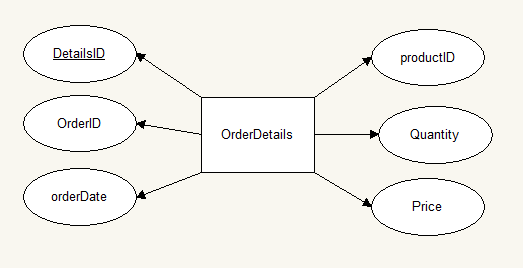 DetailsID
OrderID
orderDate
OrderDetails
productID
Quantity
Price